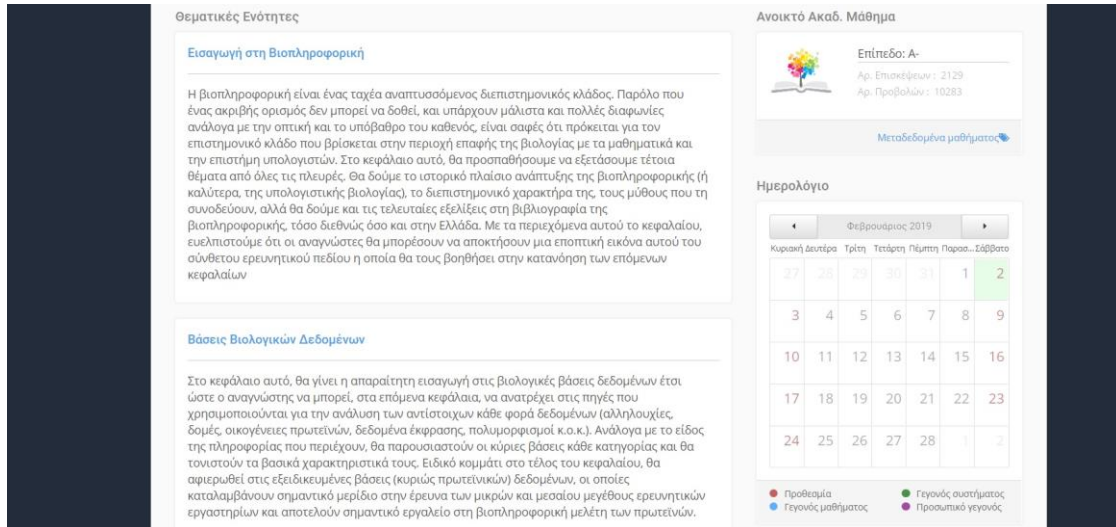 Θεματικές Ενότητες
Εισαγωγή στη Βιοπληροφορική
Η βιοπληροφορική είναι ένας ταχέα αναπτυσσόμενος διεπιστημονικός κλάδος. Παρόλο που
ένας ακριβής ορισμός δεν μπορεί να δοθεί, και υπάρχουν μάλιστα και πολλές διαφωνίες
ανάλογα με την οπτική και το υπόβαθρο του καθενός, είναι σαφές ότι πρόκειται για τον
επιστημονικό κλάδο που βρίσκεται στην περιοχή επαφής της βιολογίας με τα μαθηματικά και
την επιστήμη υπολογιστών. Στο κεφάλαιο αυτό, θα προσπαθήσουμε να εξετάσουμε τέτοια
θέματα από όλες τις πλευρές. Θα δούμε το ιστορικό πλαίσιο ανάπτυξης της βιοπληροφορικής (ή
καλύτερα, της υπολογιστικής βιολογίας), το διεπιστημονικό χαρακτήρα της, τους μύθους που τη
συνοδεύουν, αλλά θα δούμε και τις τελευταίες εξελίξεις στη βιβλιογραφία της
βιοπληροφορικής, τόσο διεθνώς όσο και στην Ελλάδα. Με τα περιεχόμενα αυτού το κεφαλαίου,
ευελπιστούμε ότι οι αναγνώστες θα μπορέσουν να αποκτήσουν μια εποπτική εικόνα αυτού του
σύνθετου ερευνητικού πεδίου η οποία θα τους βοηθήσει στην κατανόηση των επόμενων
κεφαλαίων
Βάσεις Βιολογικών Δεδομένων
Στο κεφάλαιο αυτό, θα γίνει η απαραίτητη εισαγωγή στις βιολογικές βάσεις δεδομένων έτσι
ώστε ο αναγνώστης να μπορεί, στα επόμενα κεφάλαια, να ανατρέχει στις πηγές που
χρησιμοποιούνται για την ανάλυση των αντίστοιχων κάθε φορά δεδομένων (αλληλουχίες,
δομές, οικογένειες πρωτεϊνών, δεδομένα έκφρασης, πολυμορφισμοί κ.ο.κ.). Ανάλογα με το είδος
της πληροφορίας που περιέχουν, θα παρουσιαστούν οι κύριες βάσεις κάθε κατηγορίας και θα
τονιστούν τα βασικά χαρακτηριστικά τους. Ειδικό κομμάτι στο τέλος του κεφαλαίου, θα
αφιερωθεί στις εξειδικευμένες βάσεις (κυρίως πρωτεϊνικών) δεδομένων, οι οποίες
καταλαμβάνουν σημαντικό μερίδιο στην έρευνα των μικρών και μεσαίου μεγέθους ερευνητικών
εργαστηρίων και αποτελούν σημαντικό εργαλείο στη βιοπληροφορική μελέτη των πρωτεϊνών.
Ανοικτό Ακαδ. Μάθημα
Επίπεδο: Α-
Αρ. Επισκέψεων : 2129
Αρ. Προβολών : 10283
Μεταδεδομένα μαθήματος
Ημερολόγιο
Φεβρουάριος 2019
Κυριακή Δευτέρα Τρίτη Τετάρτη Πέμπτη Παρασ... Σάββατο
27 28 29 30 31 1 2
3 4 5 6 7 8 9
10 11 12 13 14 15 16
17 18 19 20 21 22 23
24 25 26 27 28 1 2
Προθεσμία Γεγονός συστήματος
Γεγονός μαθήματος Προσωπικό γεγονός